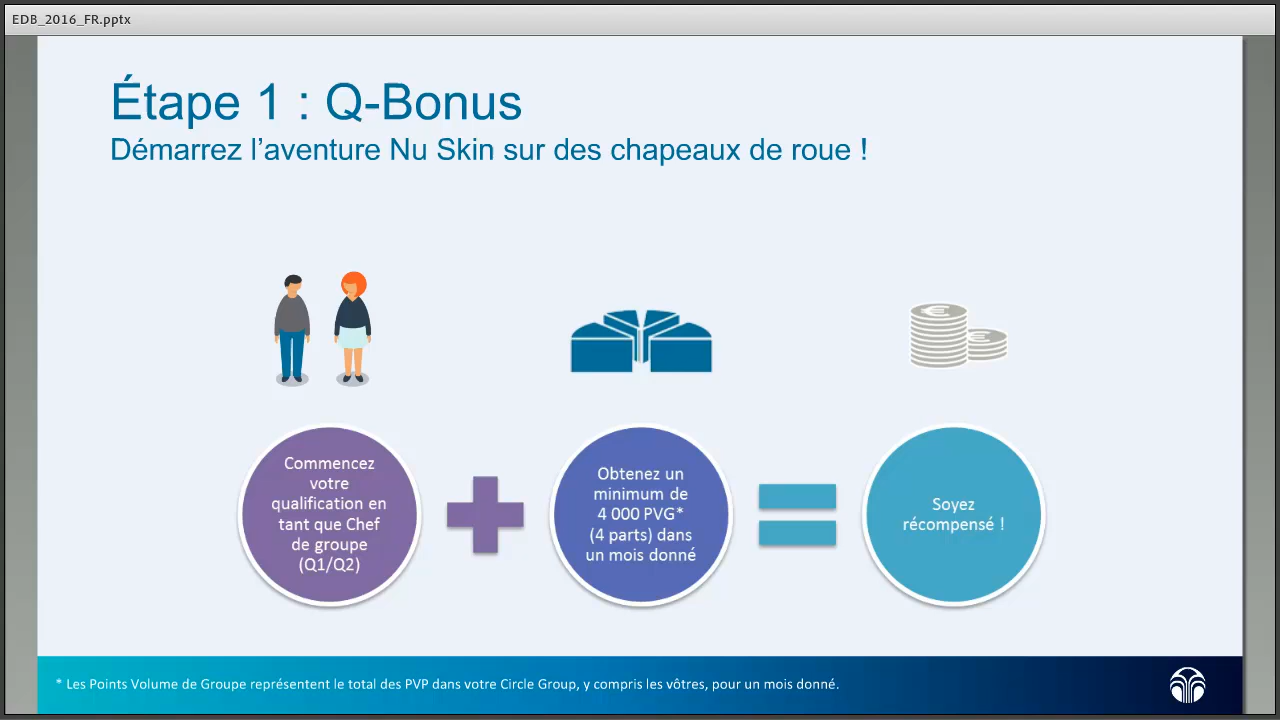 EDB_2016_FR.pptx
Étape 1 : Q-Bonus
Démarrez l’aventure Nu Skin sur des chapeaux de roue !
Commencez
votre
qualification en
tant que Chef
de groupe
(Q1/Q2)
Obtenez un
minimum de
4 000 PVG*
(4 parts) dans
un mois donné
Soyez
récompensé !
* Les Points Volume de Groupe représentent le total des PVP dans votre Circle Group, y compris les vôtres, pour un mois donné.